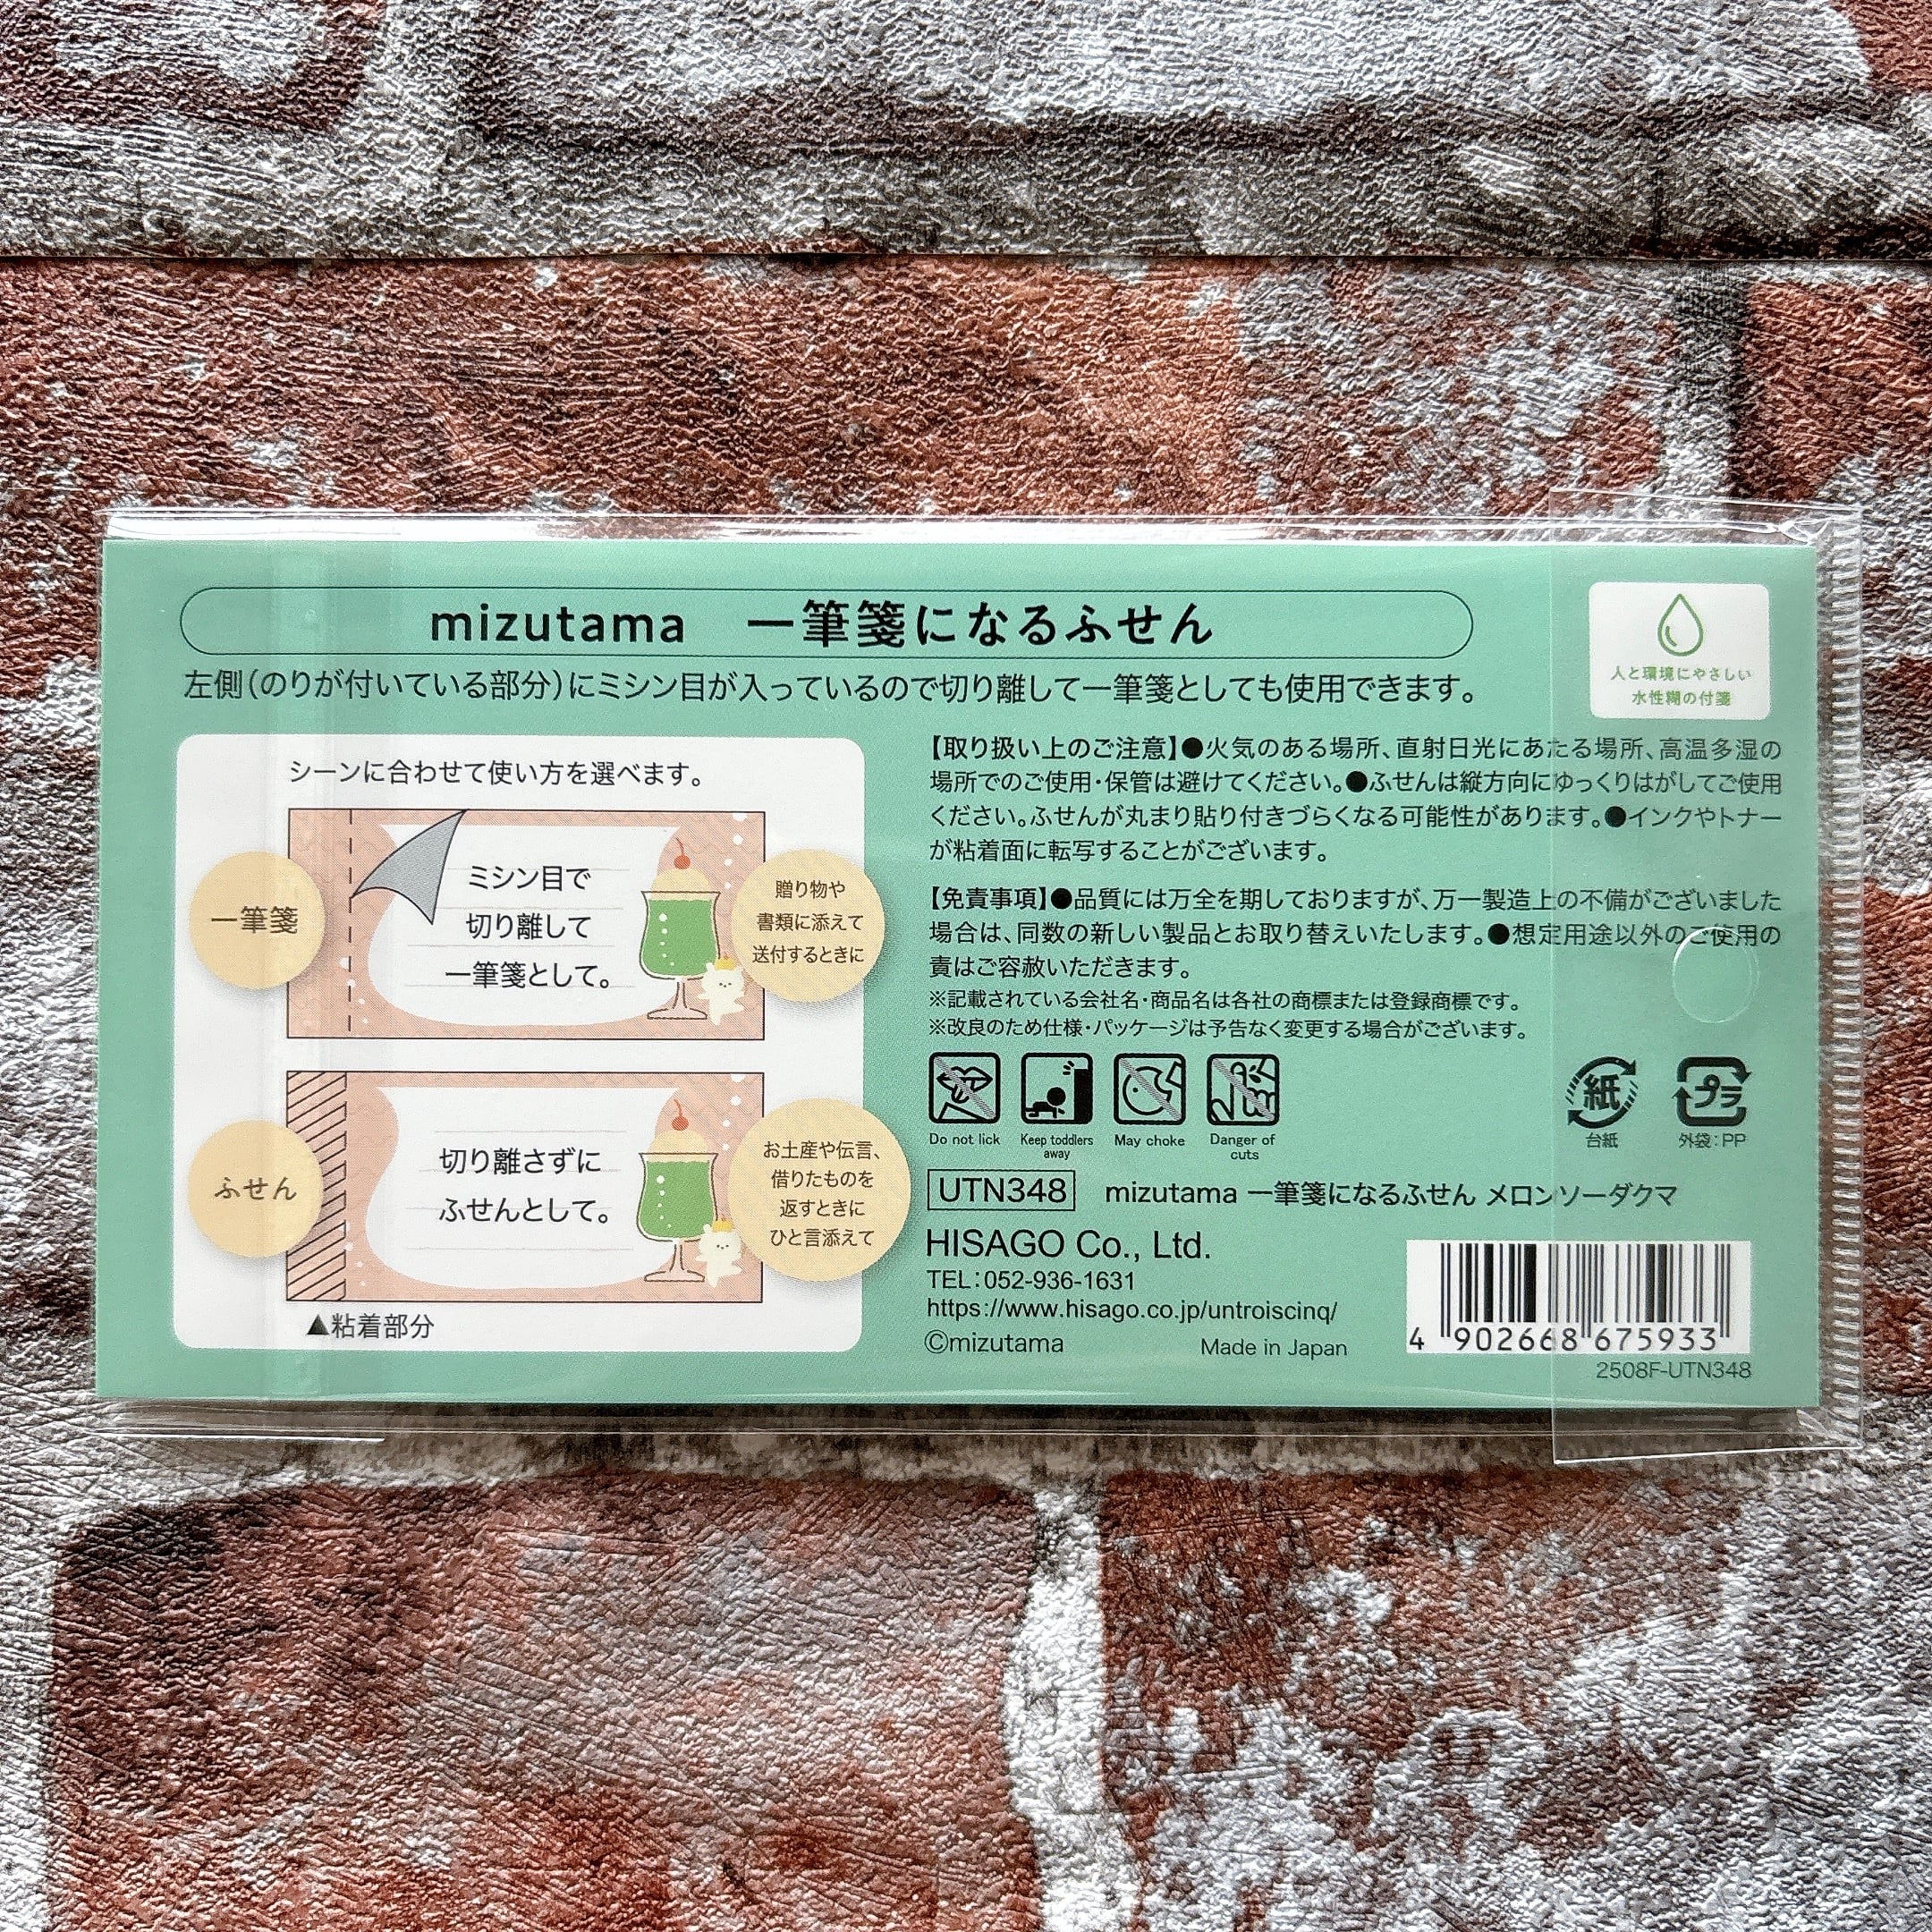 mizutama 一筆箋になるふせん
左側(のりが付いている部分)にミシン目が入っているので切り離して一筆箋としても使用できます。
人と環境にやさしい
水性糊の付箋
シーンに合わせて使い方を選べます。
一筆箋
ミシン目で
切り離して
一筆箋として。
贈り物や
書類に添えて
送付するときに
ふせん
切り離さずに
ふせんとして。
お土産や伝言、
借りたものを
返すときに
ひと言添えて
▲粘着部分
【取り扱い上のご注意】●火気のある場所、直射日光にあたる場所、高温多湿の
場所でのご使用・保管は避けてください。●ふせんは縦方向にゆっくりはがしてご使用
ください。ふせんが丸まり貼り付きづらくなる可能性があります。●インクやトナー
が粘着面に転写することがございます。
【免責事項】●品質には万全を期しておりますが、万一製造上の不備がございました
場合は、同数の新しい製品とお取り替えいたします。●想定用途以外のご使用の
責はご容赦いただきます。
※記載されている会社名・商品名は各社の商標または登録商標です。
※改良のため仕様・パッケージは予告なく変更する場合がございます。
Do not lick
Keep toddlers
away
May choke
Danger of
cuts
紙
台紙
プラ
外袋:PP
UTN348 mizutama 一筆箋になるふせん メロンソーダクマ
HISAGO Co., Ltd.
TEL:052-936-1631
https://www.hisago.co.jp/untroiscinq/
©mizutama Made in Japan
4 902668 675933
2508F-UTN348